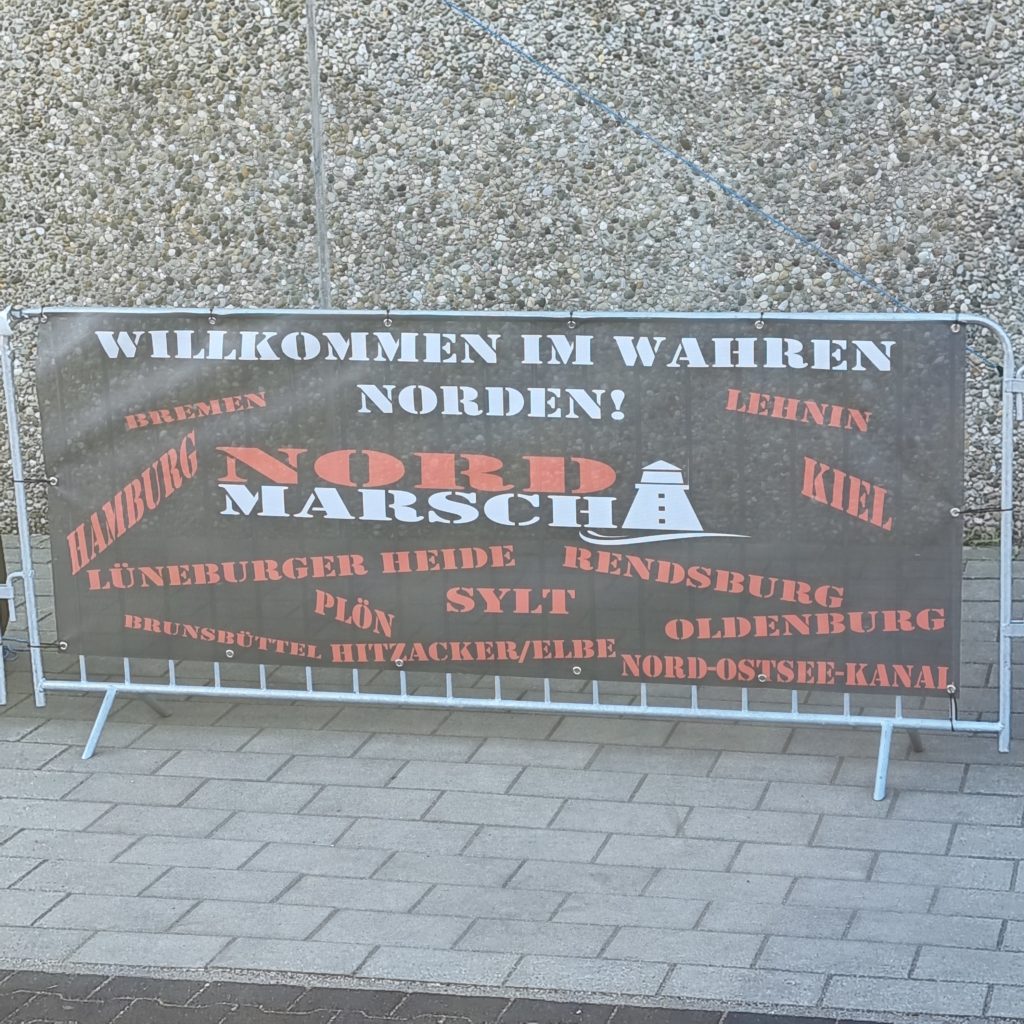 WILLKOMMEN IM WAHREN
NORDEN!
BREMEN
LEHNIN
HAMBURG
NORD
MARSCH
KIEL
LÜNEBURGER HEIDE
RENDSBURG
PLÖN
SYLT
OLDENBURG
BRUNSBÜTTEL
HITZACKER/ELBE
NORD-OSTSEE-KANAL